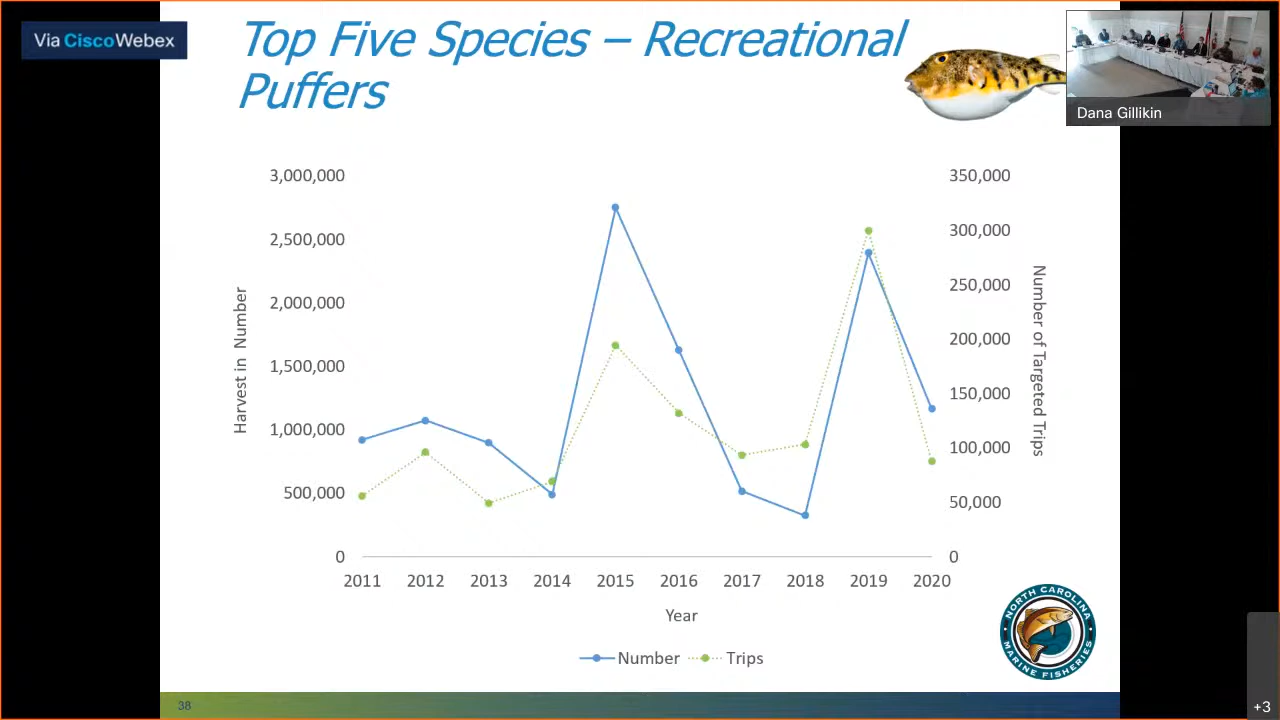 Via CiscoWebex
Top Five Species – Recreational
Puffers
Dana Gillikin
3,000,000
2,500,000
2,000,000
1,500,000
1,000,000
500,000
0
Harvest in Number
350,000
300,000
250,000
200,000
150,000
100,000
50,000
0
Number of Targeted Trips
2011 2012 2013 2014 2015 2016 2017 2018 2019 2020
Year
Number Trips
NORTH CAROLINA
MARINE FISHERIES
38
+3